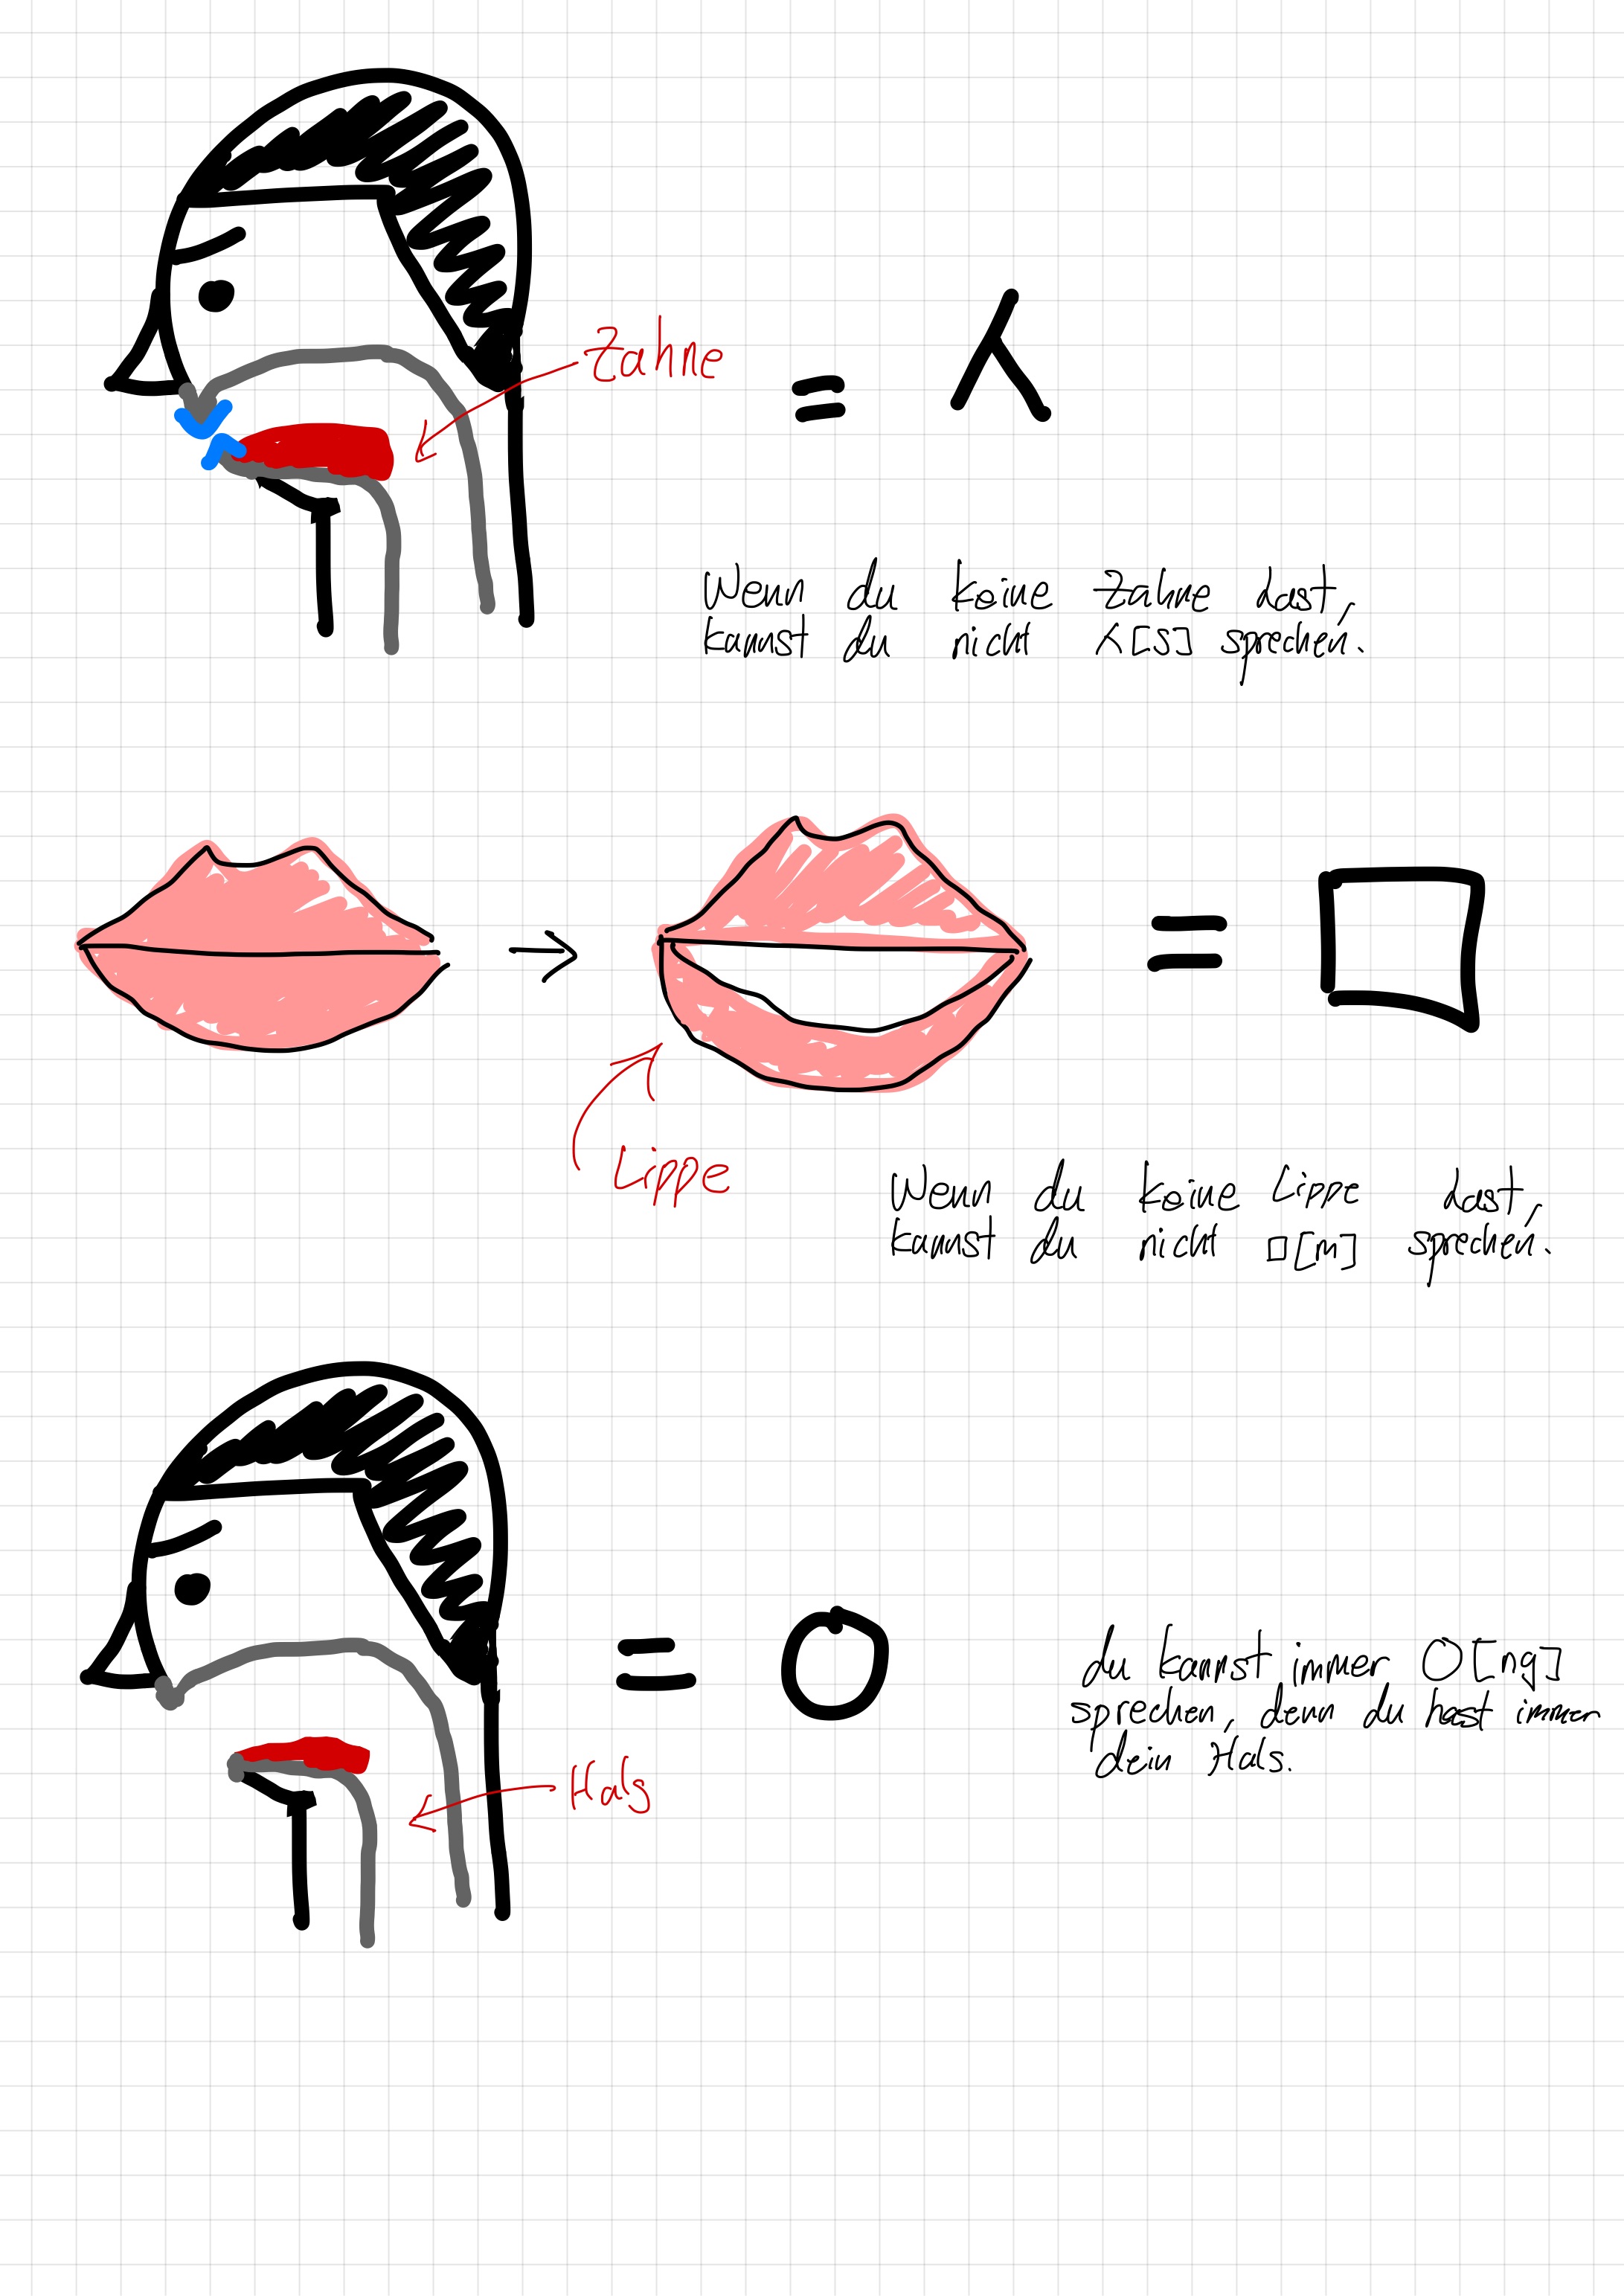 Zahne
= ㅅ
Wenn du keine Zahne hast,
kannst du nicht ㅅ[s] sprechen.
→
= ㅁ
Lippe
Wenn du keine Lippe hast,
kannst du nicht ㅁ[m] sprechen.
= ㅇ
du kannst immer ㅇ[ng]
sprechen, denn du hast immer
dein Hals.
Hals